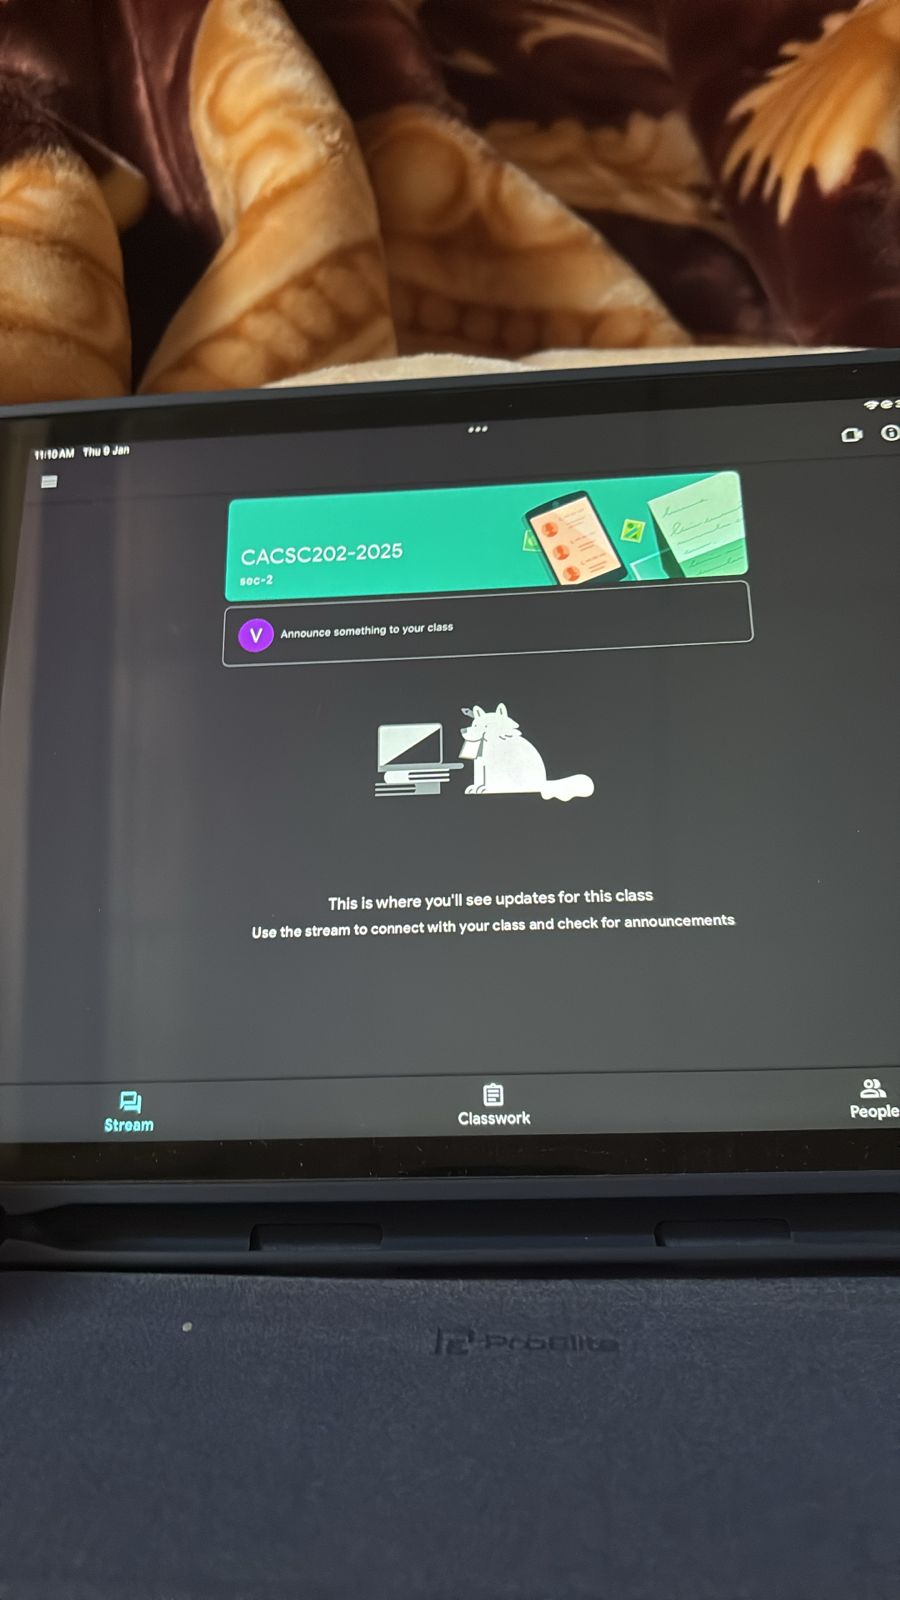 11:10 AM Thu 9 Jan
CACSC202-2025
sec-2
V
Announce something to your class
This is where you'll see updates for this class
Use the stream to connect with your class and check for announcements
Stream
Classwork
People
ProElite